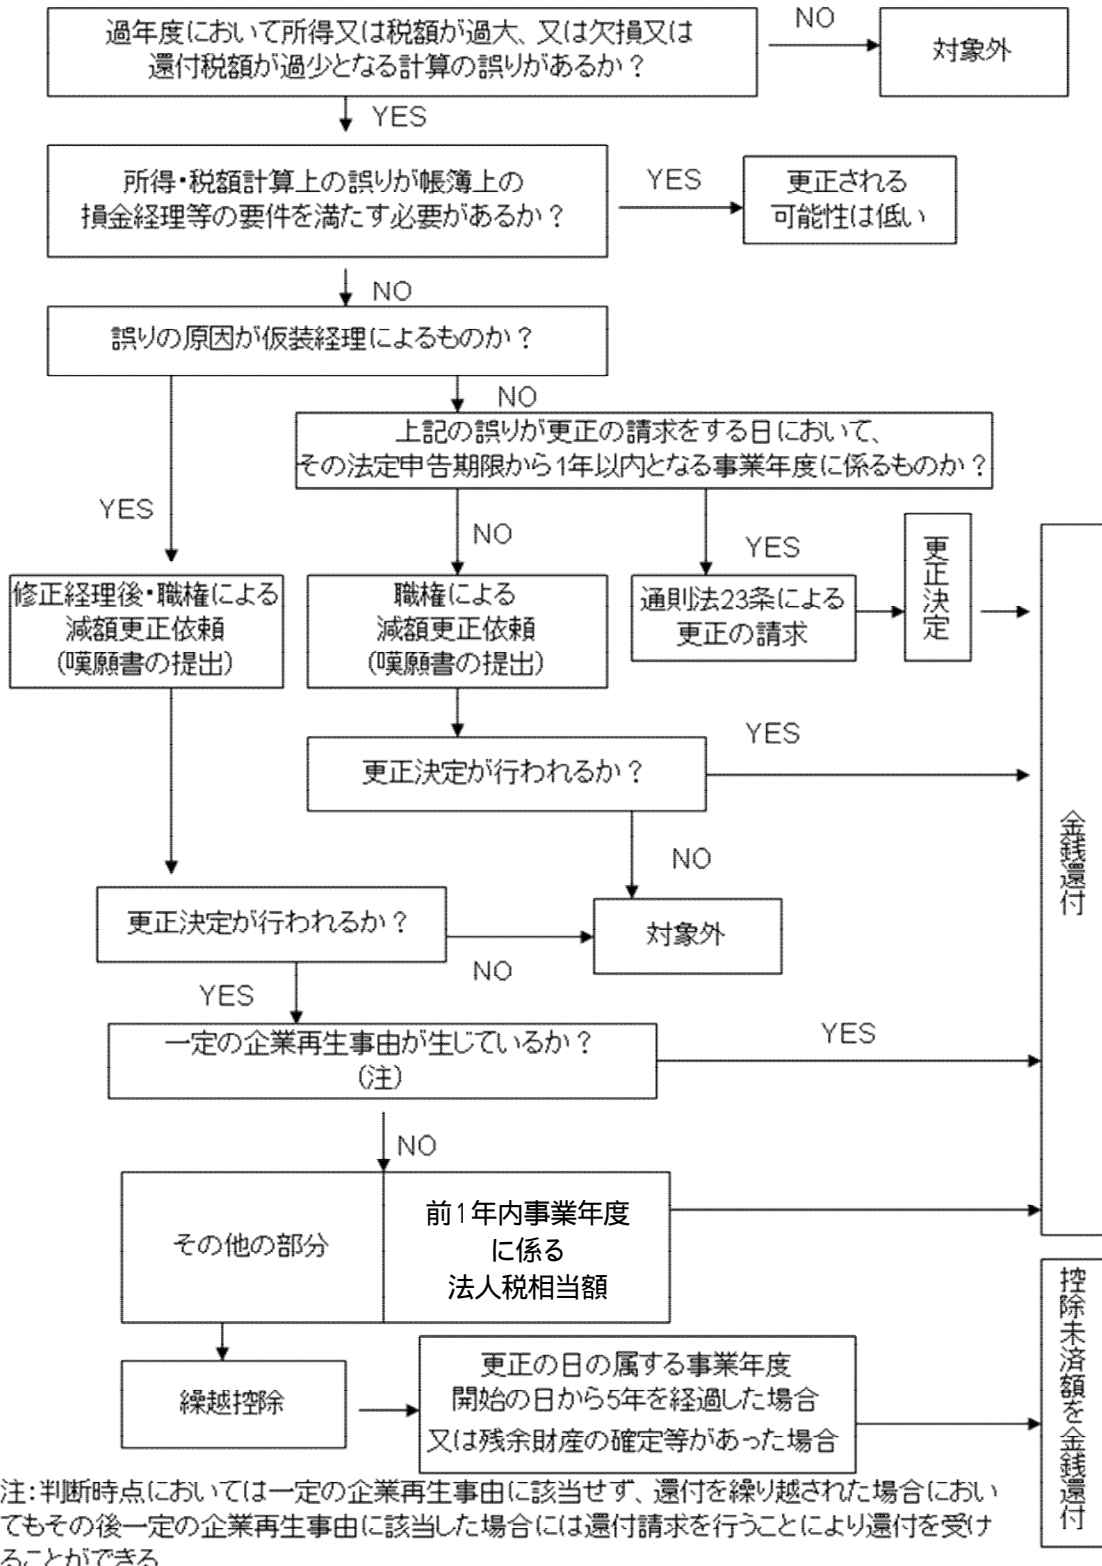 過年度において所得又は税額が過大、又は欠損又は
還付税額が過少となる計算の誤りがあるか？
NO
対象外
YES
所得・税額計算上の誤りが帳簿上の
損金経理等の要件を満たす必要があるか？
YES
更正される
可能性は低い
NO
誤りの原因が仮装経理によるものか？
NO
上記の誤りが更正の請求をする日において、
その法定申告期限から1年以内となる事業年度に係るものか？
YES
NO
YES
更正決定
修正経理後・職権による
減額更正依頼
(嘆願書の提出)
職権による
減額更正依頼
(嘆願書の提出)
通則法23条による
更正の請求
更正決定が行われるか？
YES
NO
金銭還付
更正決定が行われるか？
NO
対象外
YES
一定の企業再生事由が生じているか？
(注)
YES
NO
その他の部分
前1年内事業年度
に係る
法人税相当額
繰越控除
更正の日の属する事業年度
開始の日から5年を経過した場合
又は残余財産の確定等があった場合
控除未済額を金銭還付
注：判断時点においては一定の企業再生事由に該当せず、還付を繰り越された場合におい
てもその後一定の企業再生事由に該当した場合には還付請求を行うことにより還付を受け
ることができる